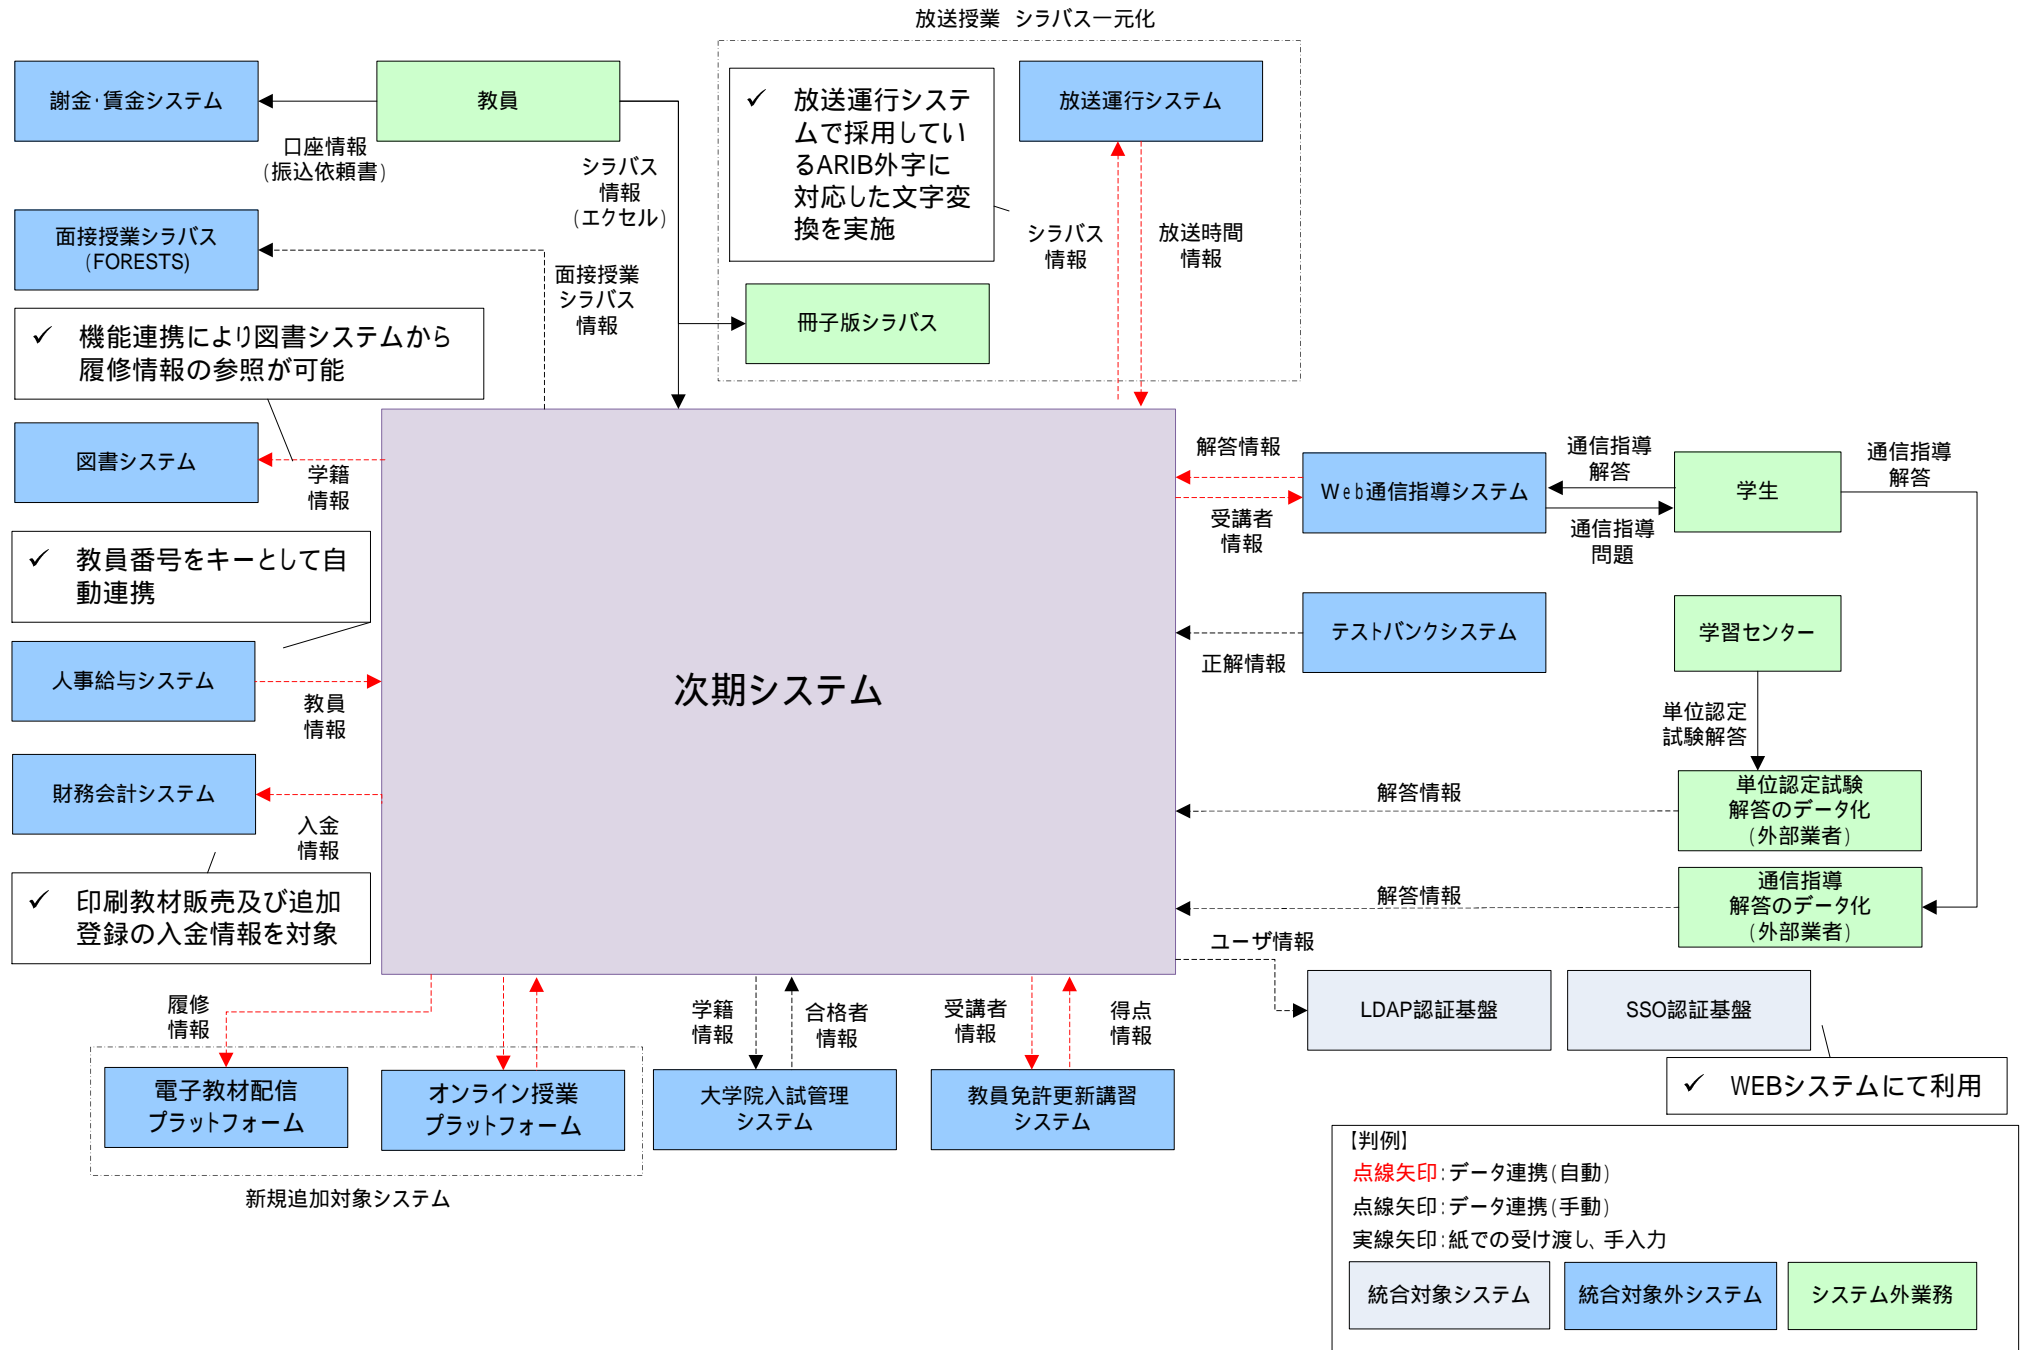 放送授業 シラバス一元化
謝金・賃金システム
教員
口座情報
(振込依頼書)
シラバス
情報
(エクセル)
✓ 放送運行システ
ムで採用してい
るARIB外字に
対応した文字変
換を実施
放送運行システム
シラバス
情報
放送時間
情報
面接授業シラバス
(FORESTS)
面接授業
シラバス
情報
冊子版シラバス
✓ 機能連携により図書システムから
履修情報の参照が可能
図書システム
学籍
情報
✓ 教員番号をキーとして自
動連携
人事給与システム
教員
情報
財務会計システム
入金
情報
✓ 印刷教材販売及び追加
登録の入金情報を対象
次期システム
解答情報
受講者
情報
Web通信指導システム
通信指導
解答
通信指導
問題
学生
通信指導
解答
テストバンクシステム
正解情報
学習センター
単位認定
試験解答
解答情報
単位認定試験
解答のデータ化
(外部業者)
解答情報
通信指導
解答のデータ化
(外部業者)
ユーザ情報
LDAP認証基盤
SSO認証基盤
✓ WEBシステムにて利用
履修
情報
学籍
情報
合格者
情報
受講者
情報
得点
情報
電子教材配信
プラットフォーム
オンライン授業
プラットフォーム
大学院入試管理
システム
教員免許更新講習
システム
新規追加対象システム
【判例】
点線矢印:データ連携(自動)
点線矢印:データ連携(手動)
実線矢印:紙での受け渡し、手入力
統合対象システム
統合対象外システム
システム外業務